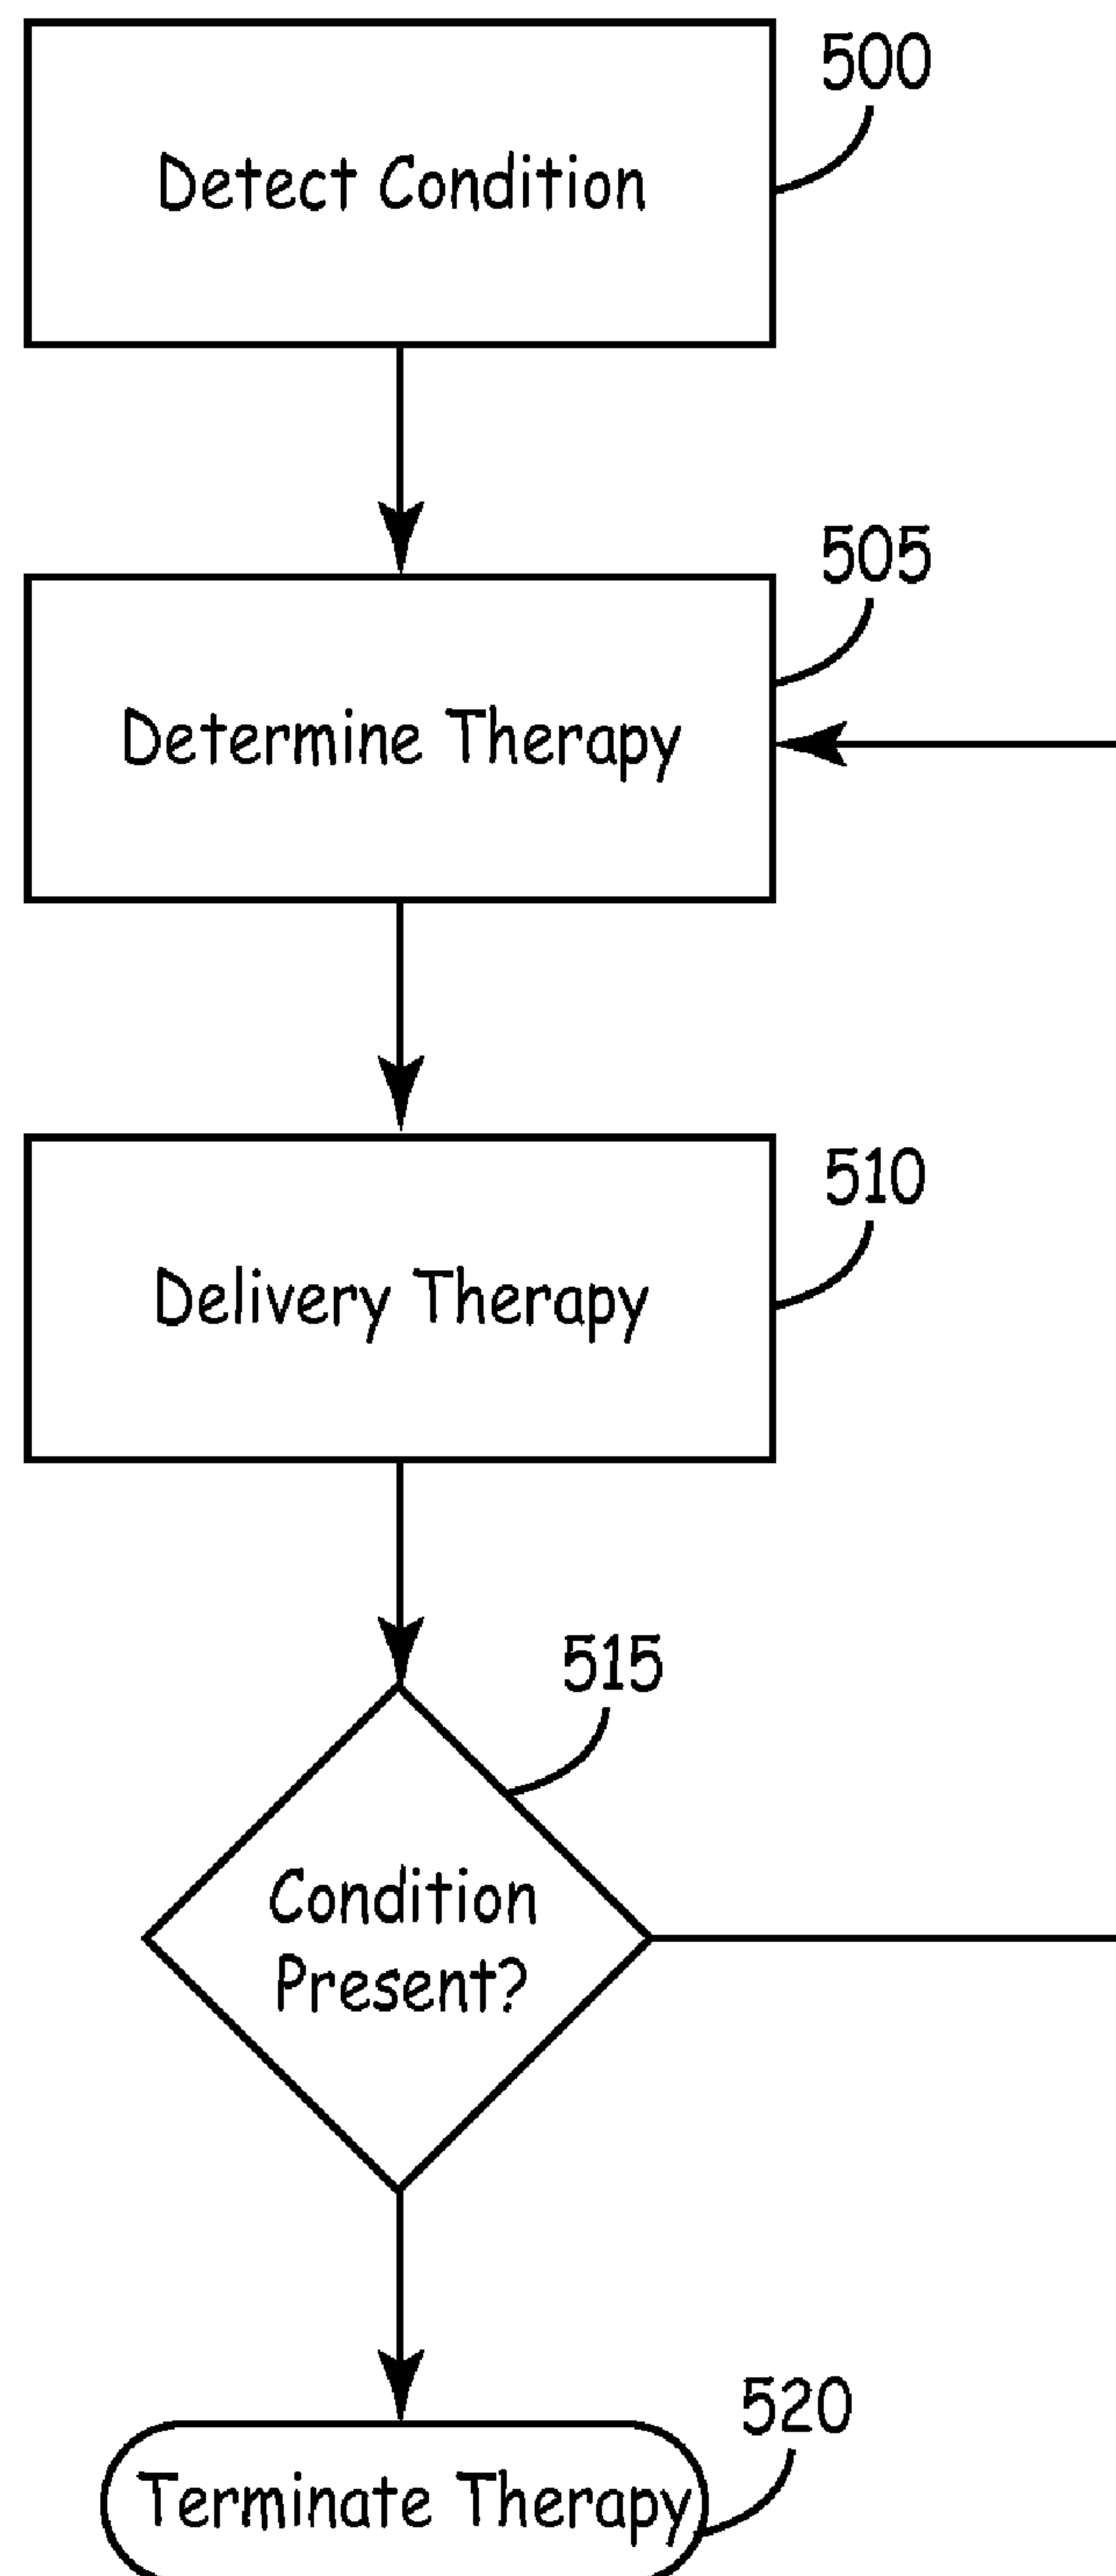 500
Detect Condition
505
Determine Therapy
510
Delivery Therapy
515
Condition
Present?
520
Terminate Therapy